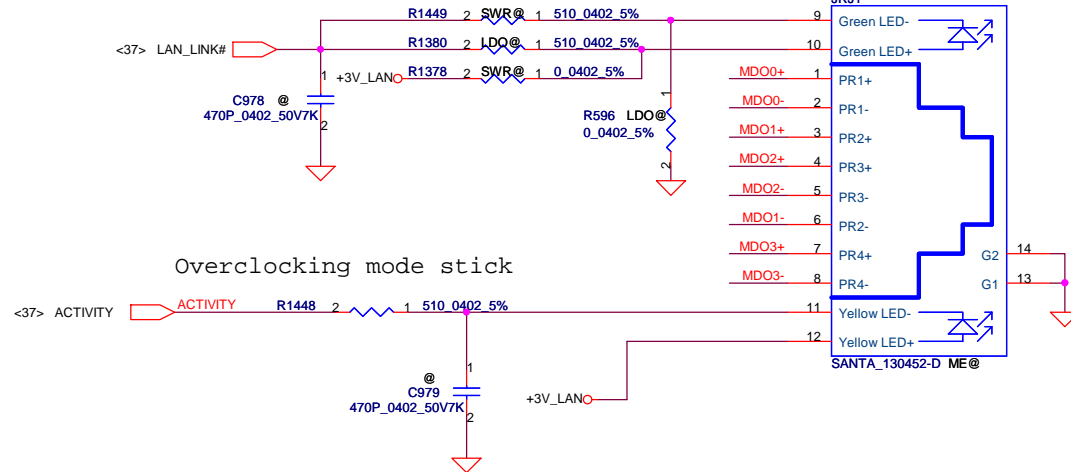 R1449 2 SWR@ 1 510_0402_5% 9 Green LED-
<37> LAN_LINK# R1380 2 LDO@ 1 510_0402_5% 10 Green LED+
+3V_LAN R1378 2 SWR@ 1 0_0402_5% MDO0+ 1 PR1+
1
C978 @
470P_0402_50V7K
2
1
R596 LDO@
0_0402_5%
2
MDO0- 2 PR1-
MDO1+ 3 PR2+
MDO2+ 4 PR3+
MDO2- 5 PR3-
MDO1- 6 PR2-
MDO3+ 7 PR4+
MDO3- 8 PR4-
G2 14
G1 13
Overclocking mode stick
<37> ACTIVITY ACTIVITY R1448 2 1 510_0402_5% 11 Yellow LED-
12 Yellow LED+
SANTA_130452-D ME@
1
@
C979
470P_0402_50V7K
2
+3V_LAN